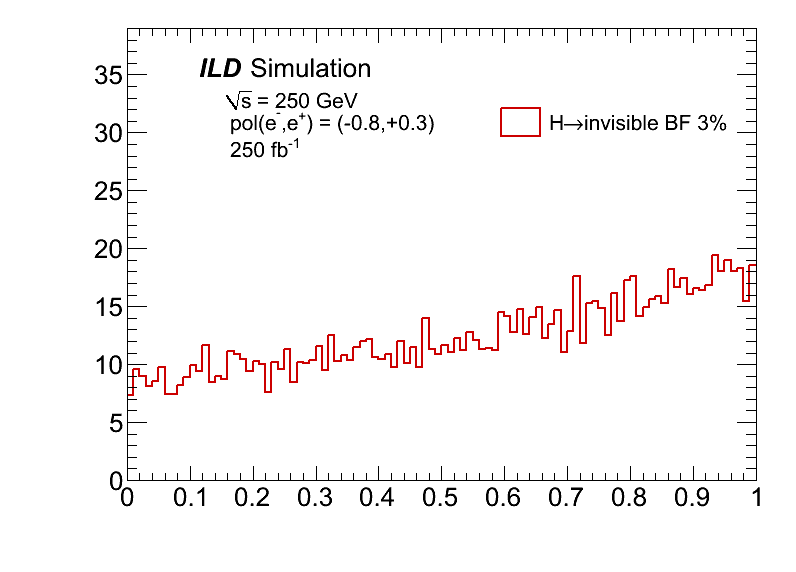 ILD Simulation
√s = 250 GeV
pol(e⁻,e⁺) = (-0.8,+0.3)
250 fb⁻¹
H→invisible BF 3%
35
30
25
20
15
10
5
0
0 0.1 0.2 0.3 0.4 0.5 0.6 0.7 0.8 0.9 1